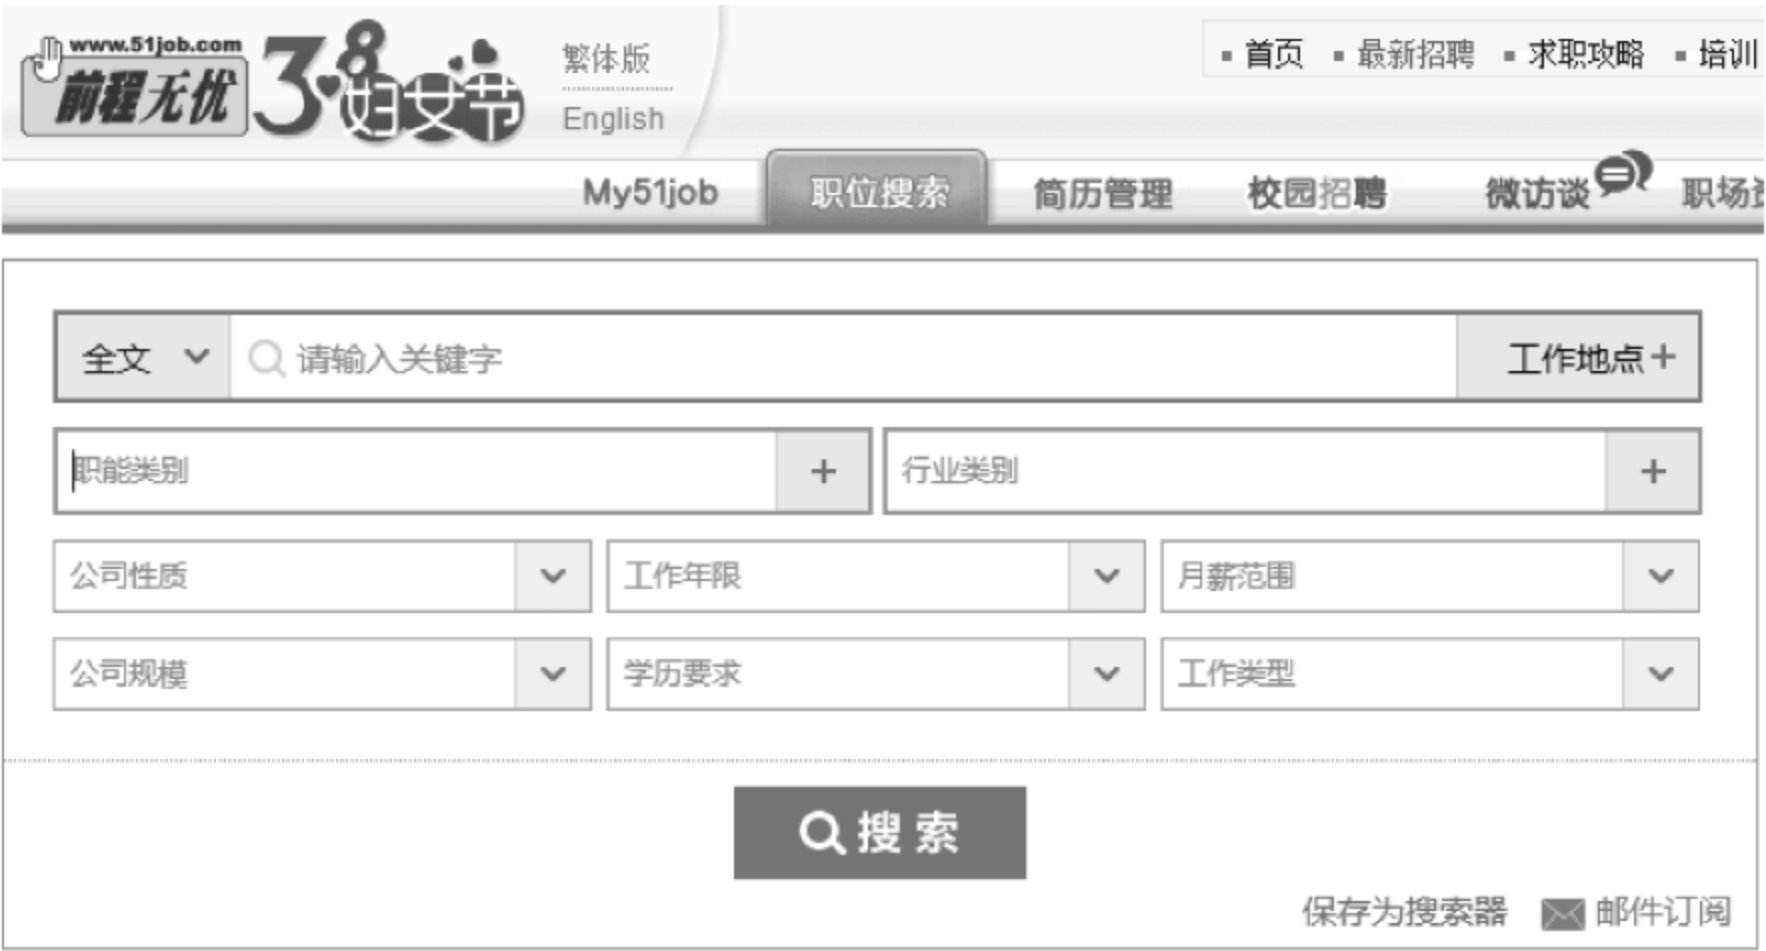 www.51job.com
前程无忧
38妇女节
繁体版
English
首页 最新招聘 求职攻略 培训
My51job 职位搜索 简历管理 校园招聘 微访谈 职场
全文 请输入关键字 工作地点+
职能类别 + 行业类别 +
公司性质 工作年限 月薪范围
公司规模 学历要求 工作类型
搜索
保存为搜索器 邮件订阅